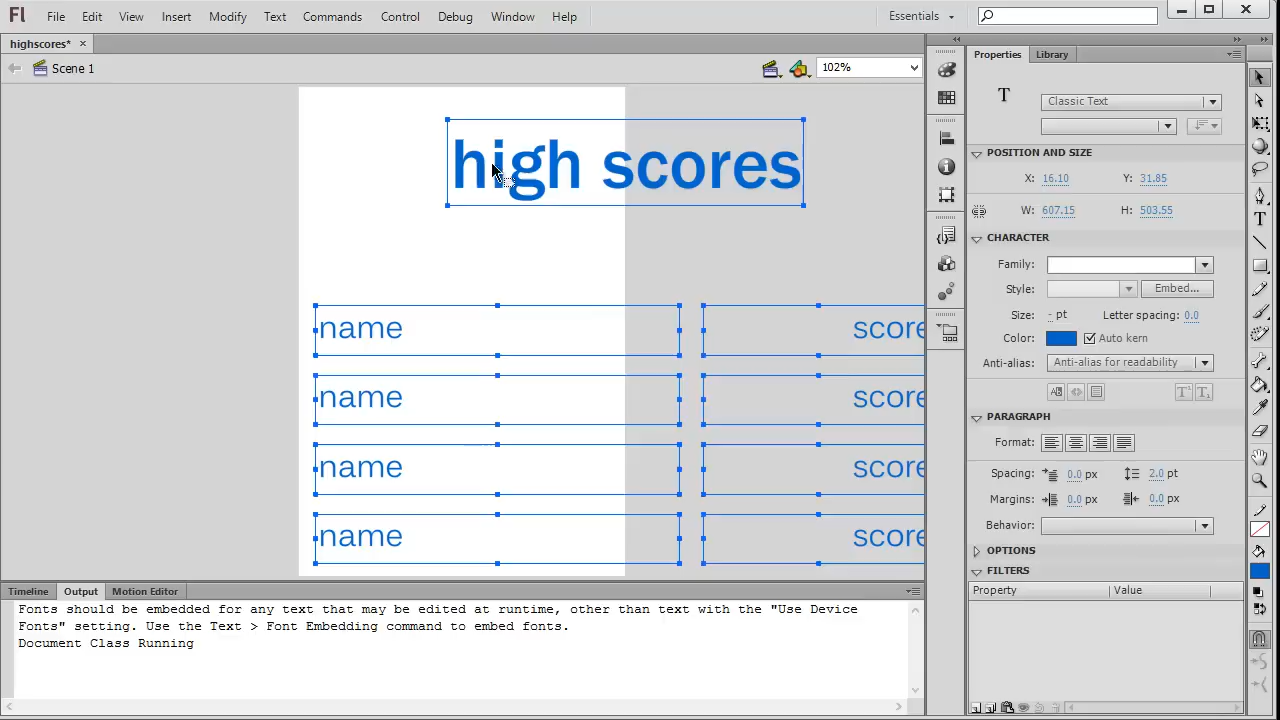 Fl File Edit View Insert Modify Text Commands Control Debug Window Help Essentials
highscores* ×
Scene 1 102%
high scores
name score
name score
name score
name score
Timeline Output Motion Editor
Fonts should be embedded for any text that may be edited at runtime, other than text with the "Use Device
Fonts" setting. Use the Text > Font Embedding command to embed fonts.
Document Class Running
Properties Library
T Classic Text
POSITION AND SIZE
X: 16.10 Y: 31.85
W: 607.15 H: 503.55
CHARACTER
Family:
Style: Embed...
Size: - pt Letter spacing: 0.0
Color: Auto kern
Anti-alias: Anti-alias for readability
PARAGRAPH
Format:
Spacing: 0.0 px 2.0 pt
Margins: 0.0 px 0.0 px
Behavior:
OPTIONS
FILTERS
Property Value